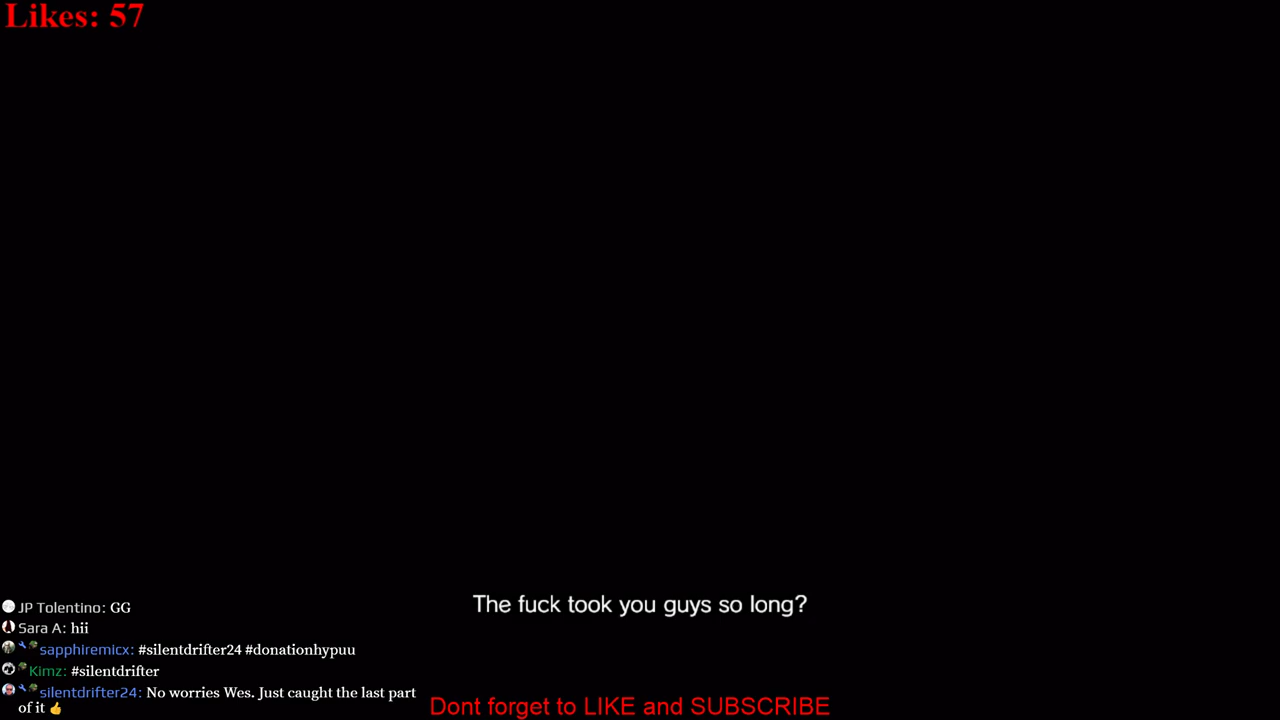 Likes: 57
The fuck took you guys so long?
JP Tolentino: GG
Sara A: hii
sapphiremicx: #silentdrifter24 #donationhypuu
Kimz: #silentdrifter
silentdrifter24: No worries Wes. Just caught the last part
of it 👍
Dont forget to LIKE and SUBSCRIBE